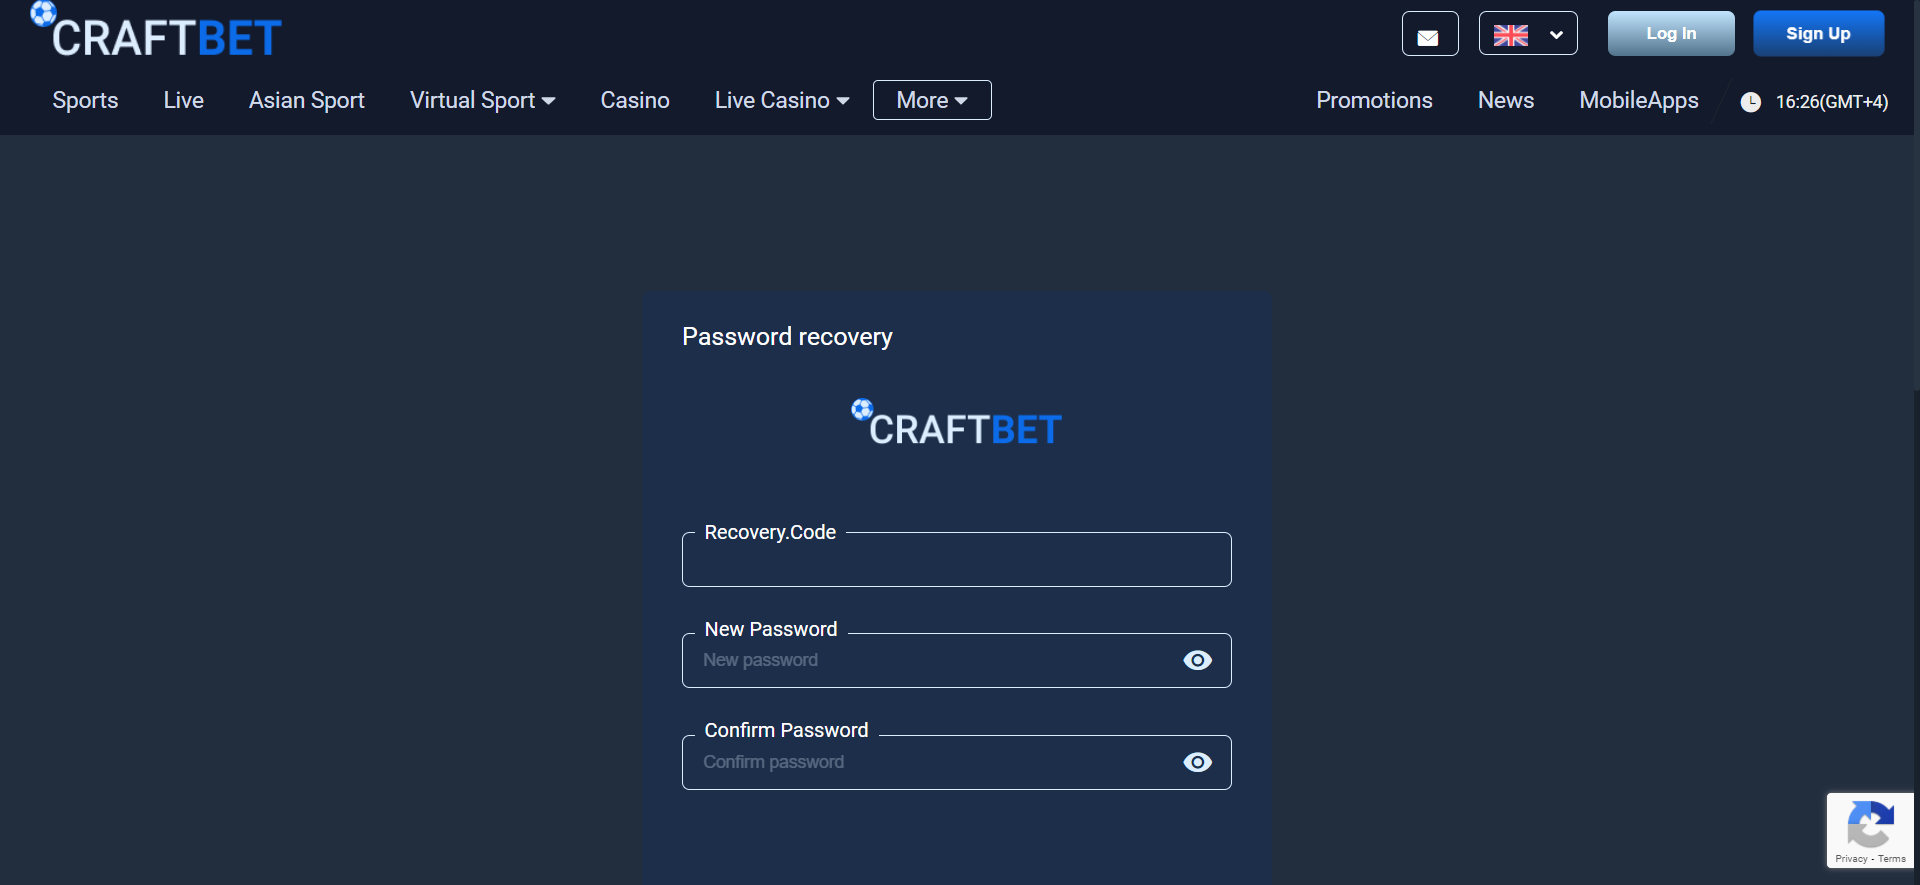 CRAFTBET
Log In
Sign Up
Sports
Live
Asian Sport
Virtual Sport
Casino
Live Casino
More
Promotions
News
MobileApps
16:26(GMT+4)
Password recovery
CRAFTBET
Recovery.Code
New Password
New password
Confirm Password
Confirm password
Privacy - Terms